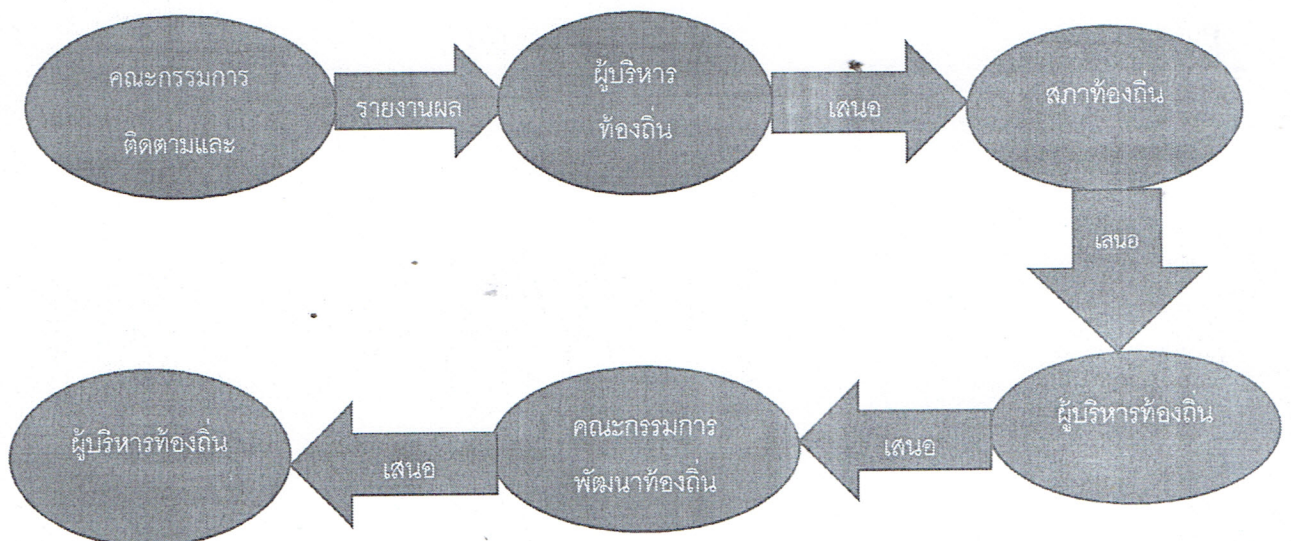 คณะกรรมการ
ติดตามและ
รายงานผล
ผู้บริหาร
ท้องถิ่น
เสนอ
สภาท้องถิ่น
เสนอ
ผู้บริหารท้องถิ่น
เสนอ
คณะกรรมการ
พัฒนาท้องถิ่น
เสนอ
ผู้บริหารท้องถิ่น